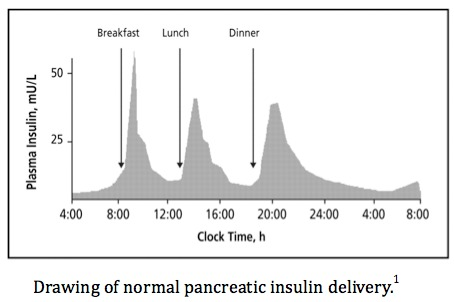 Breakfast Lunch Dinner
50
25
Plasma Insulin, mU/L
4:00 8:00 12:00 16:00 20:00 24:00 4:00 8:00
Clock Time, h
Drawing of normal pancreatic insulin delivery.1